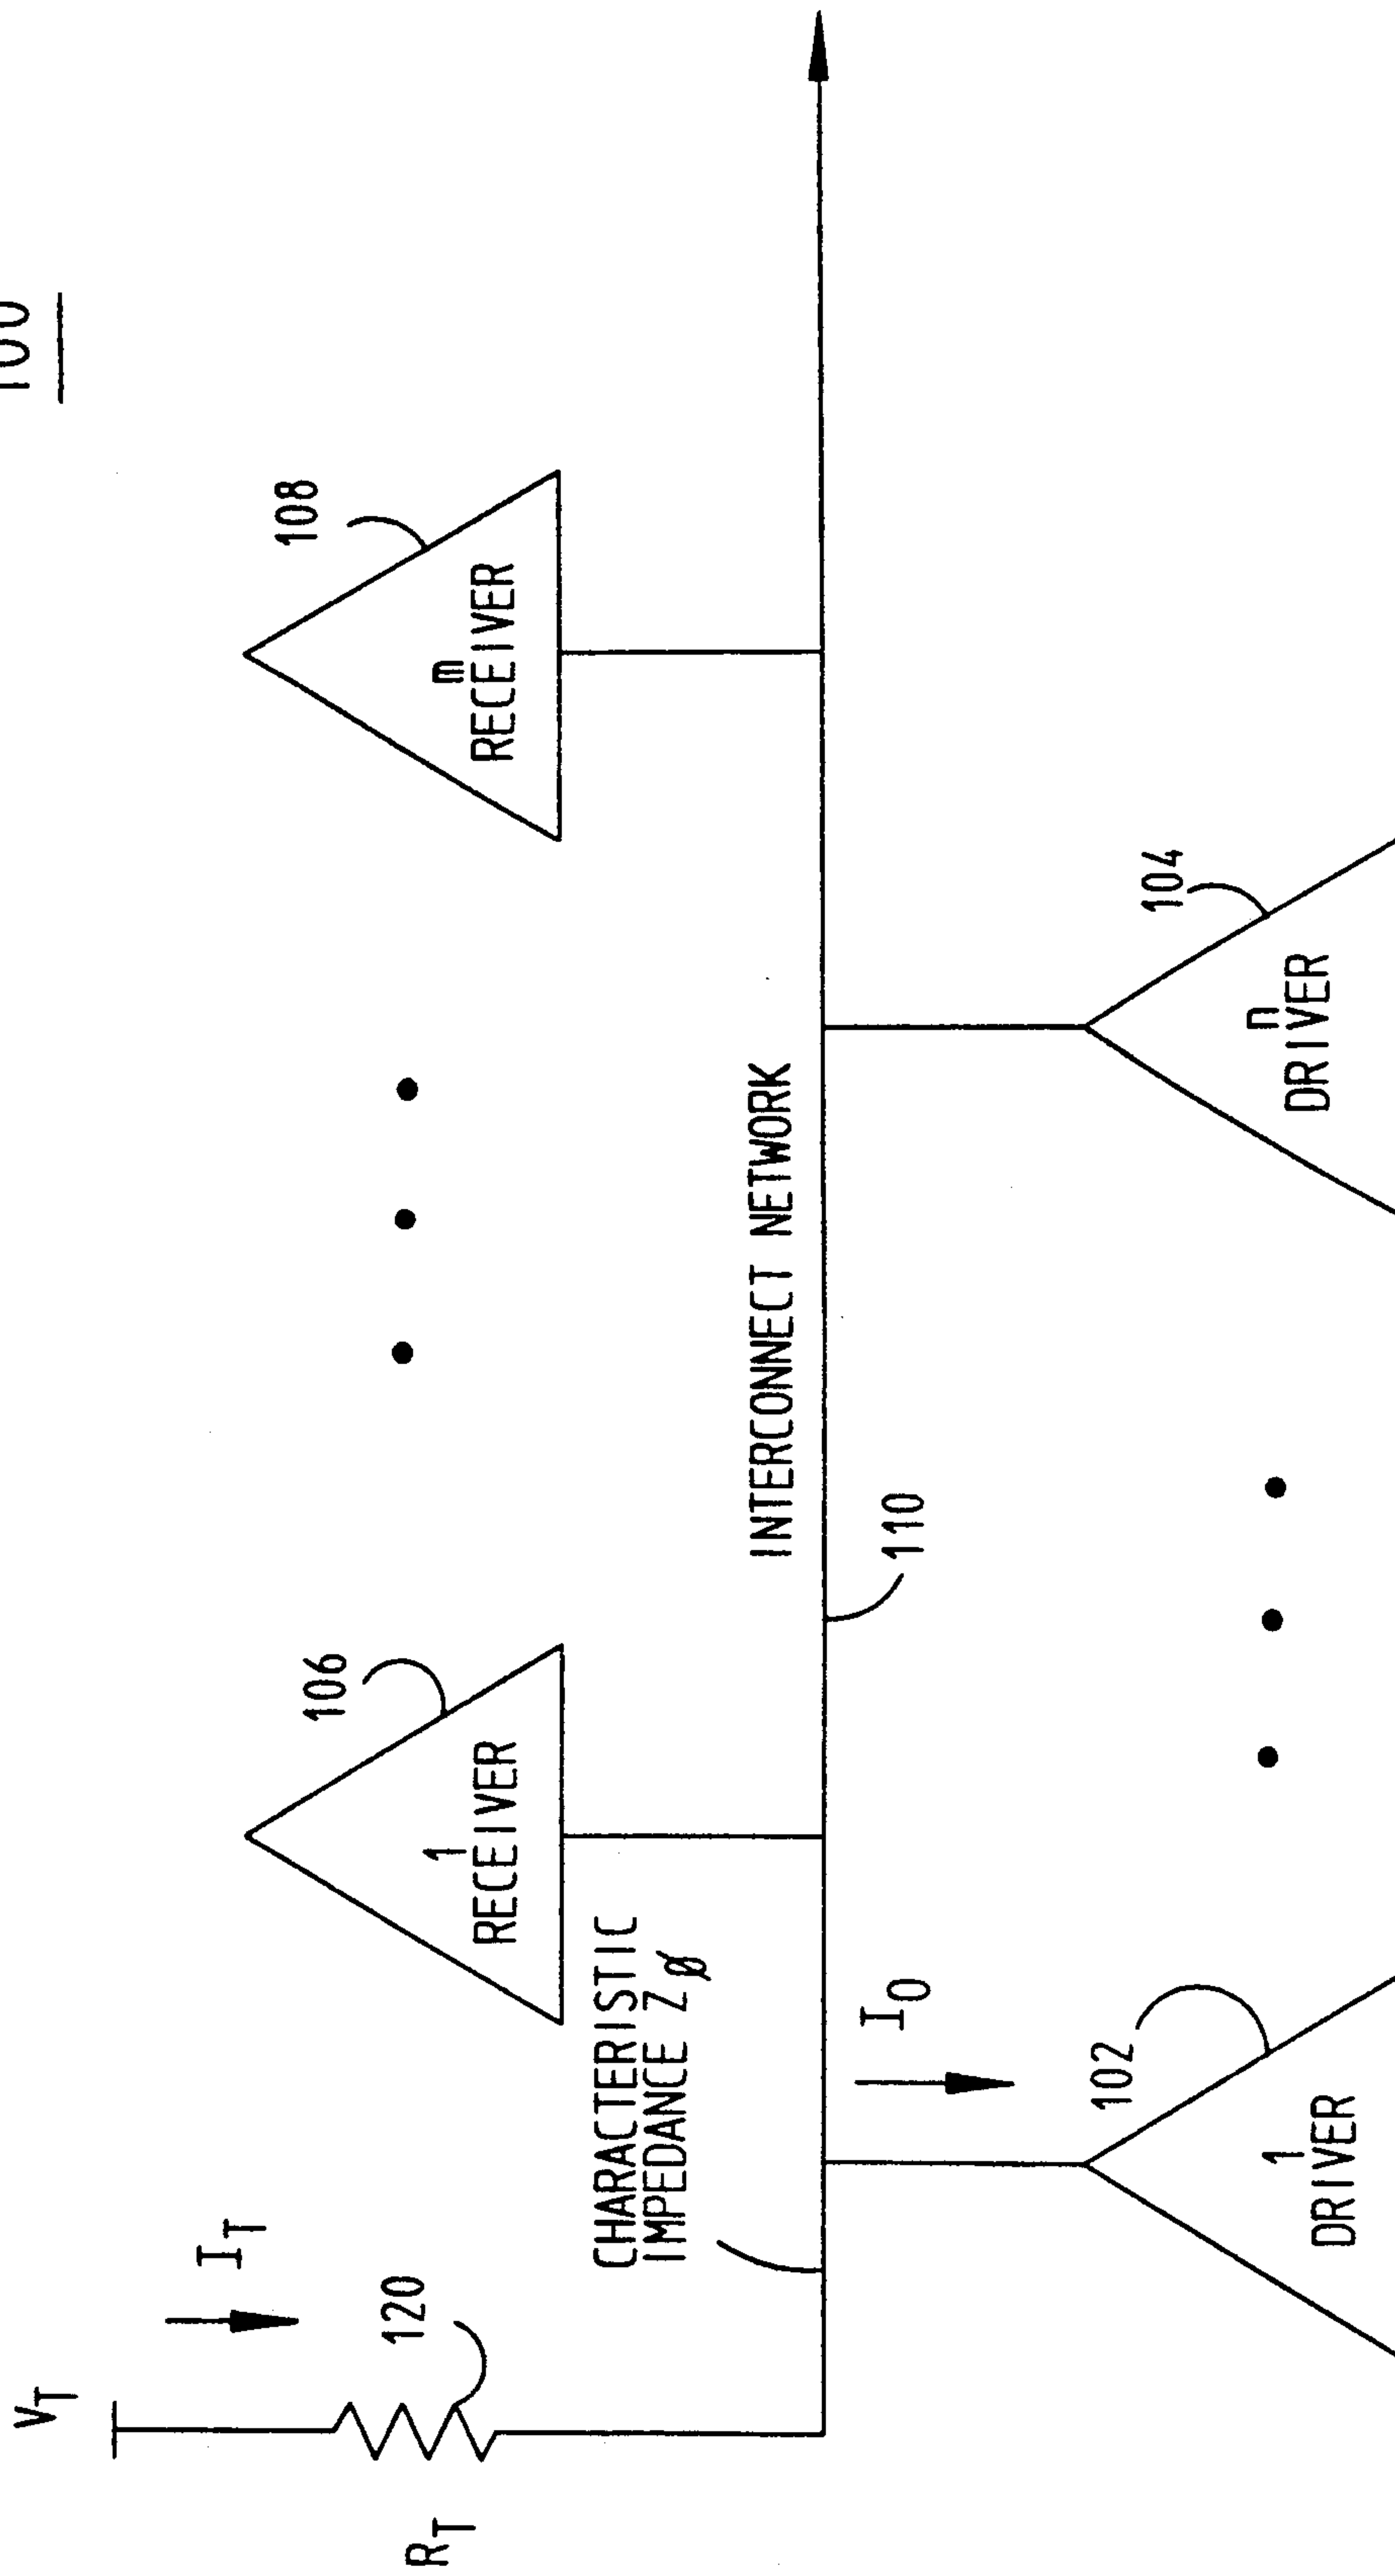 100
V_T
I_T
R_T
120
CHARACTERISTIC
IMPEDANCE Z_Ø
1
RECEIVER
106
m
RECEIVER
108
INTERCONNECT NETWORK
110
I_O
1
DRIVER
102
n
DRIVER
104